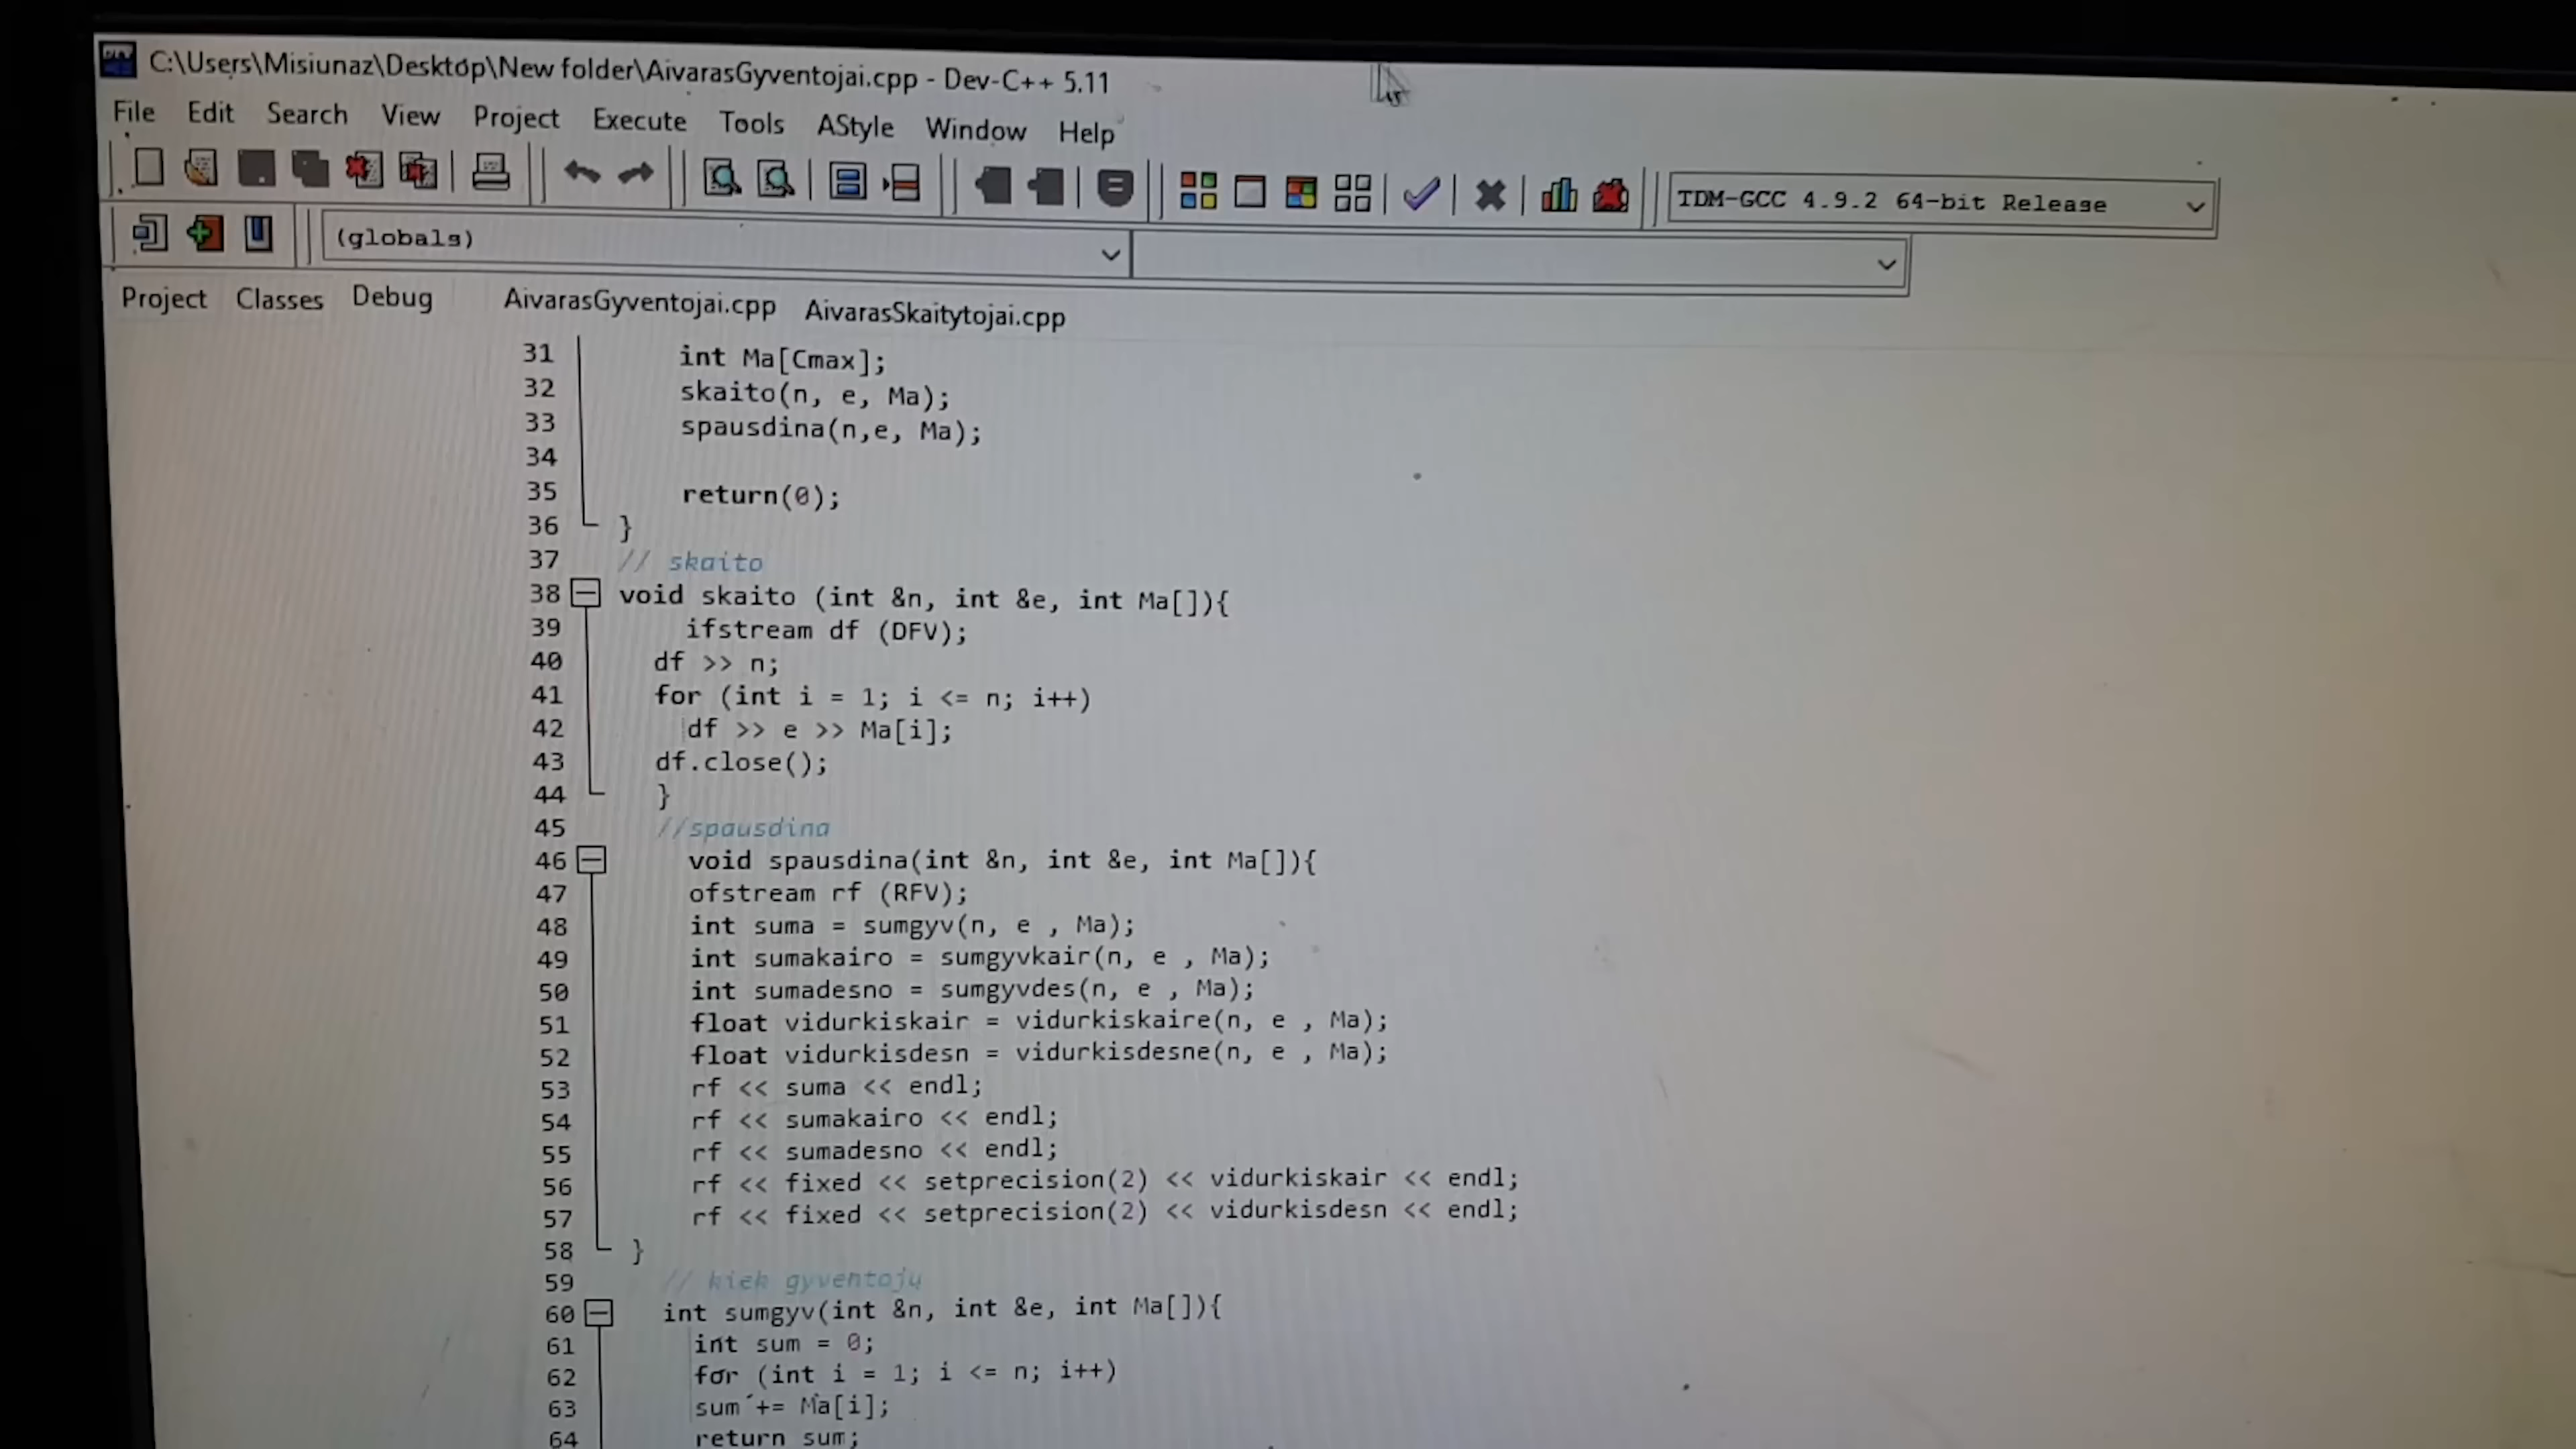 C:\Users\Misiunaz\Desktop\New folder\AivarasGyventojai.cpp - Dev-C++ 5.11
File Edit Search View Project Execute Tools AStyle Window Help
TDM-GCC 4.9.2 64-bit Release
(globals)
Project Classes Debug AivarasGyventojai.cpp AivarasSkaitytojai.cpp
31 int Ma[Cmax];
32 skaito(n, e, Ma);
33 spausdina(n,e, Ma);
34
35 return(0);
36 }
37 // skaito
38 void skaito (int &n, int &e, int Ma[]){
39 ifstream df (DFV);
40 df >> n;
41 for (int i = 1; i <= n; i++)
42 df >> e >> Ma[i];
43 df.close();
44 }
45 //spausdina
46 void spausdina(int &n, int &e, int Ma[]){
47 ofstream rf (RFV);
48 int suma = sumgyv(n, e , Ma);
49 int sumakairo = sumgyvkair(n, e , Ma);
50 int sumadesno = sumgyvdes(n, e , Ma);
51 float vidurkiskair = vidurkiskaire(n, e , Ma);
52 float vidurkisdesn = vidurkisdesne(n, e , Ma);
53 rf << suma << endl;
54 rf << sumakairo << endl;
55 rf << sumadesno << endl;
56 rf << fixed << setprecision(2) << vidurkiskair << endl;
57 rf << fixed << setprecision(2) << vidurkisdesn << endl;
58 }
59 // kiek gyventojų
60 int sumgyv(int &n, int &e, int Ma[]){
61 int sum = 0;
62 for (int i = 1; i <= n; i++)
63 sum += Ma[i];
64 return sum;